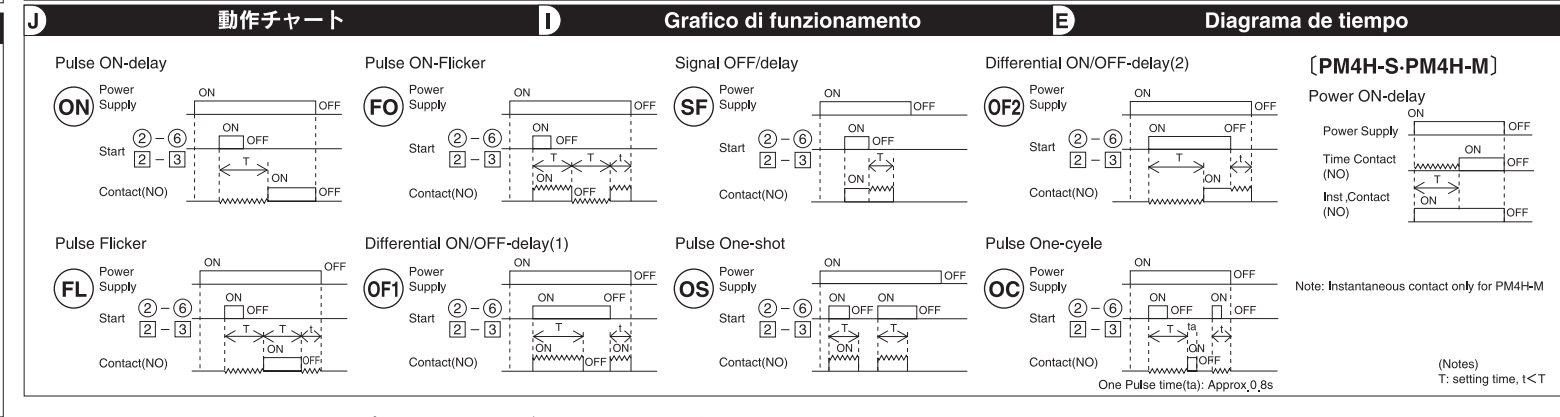 J 動作チャート I Grafico di funzionamento E Diagrama de tiempo
Pulse ON-delay
ON Power Supply
ON
OFF
Start ② – ⑥
2 – 3
ON
OFF
T
Contact(NO)
ON
OFF
Pulse ON-Flicker
FO Power Supply
ON
OFF
Start ② – ⑥
2 – 3
ON
OFF
T T t
Contact(NO)
ON
OFF
Signal OFF/delay
SF Power Supply
ON
OFF
Start ② – ⑥
2 – 3
ON
OFF
T
Contact(NO)
ON
Differential ON/OFF-delay(2)
OF2 Power Supply
ON
OFF
Start ② – ⑥
2 – 3
ON
OFF
T t
Contact(NO)
ON
〔PM4H-S·PM4H-M〕
Power ON-delay
ON
Power Supply
OFF
Time Contact
(NO)
ON
OFF
T
Inst,Contact
(NO)
ON
OFF
Pulse Flicker
FL Power Supply
ON
OFF
Start ② – ⑥
2 – 3
ON
OFF
T T t
Contact(NO)
ON
OFF
Differential ON/OFF-delay(1)
OF1 Power Supply
ON
OFF
Start ② – ⑥
2 – 3
ON OFF
T t
Contact(NO)
ON ON
OFF
Pulse One-shot
OS Power Supply
ON
OFF
Start ② – ⑥
2 – 3
ON ON
OFF OFF
T T
Contact(NO)
ON ON
Pulse One-cyele
OC Power Supply
ON
OFF
Start ② – ⑥
2 – 3
ON ON
OFF OFF
T ta t
Contact(NO)
ON
OFF
One Pulse time(ta): Approx.0.8s
Note: Instantaneous contact only for PM4H-M
(Notes)
T: setting time, t<T